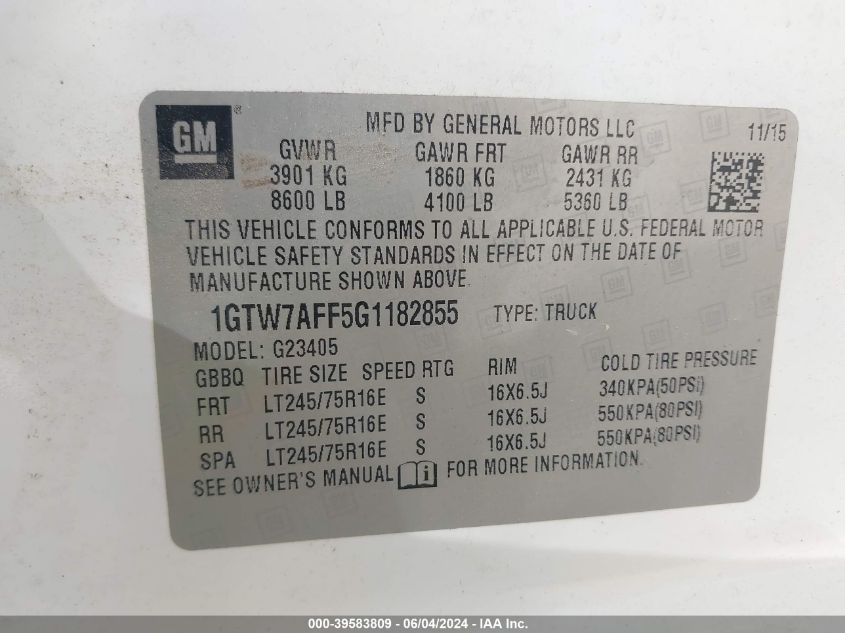 GM®
MFD BY GENERAL MOTORS LLC 11/15
GVWR GAWR FRT GAWR RR
3901 KG 1860 KG 2431 KG
8600 LB 4100 LB 5360 LB
THIS VEHICLE CONFORMS TO ALL APPLICABLE U.S. FEDERAL MOTOR
VEHICLE SAFETY STANDARDS IN EFFECT ON THE DATE OF
MANUFACTURE SHOWN ABOVE.
1GTW7AFF5G1182855 TYPE: TRUCK
MODEL: G23405
GBBQ TIRE SIZE SPEED RTG RIM COLD TIRE PRESSURE
FRT LT245/75R16E S 16X6.5J 340KPA(50PSI)
RR LT245/75R16E S 16X6.5J 550KPA(80PSI)
SPA LT245/75R16E S 16X6.5J 550KPA(80PSI)
SEE OWNER'S MANUAL i FOR MORE INFORMATION.
000-39583809 - 06/04/2024 - IAA Inc.